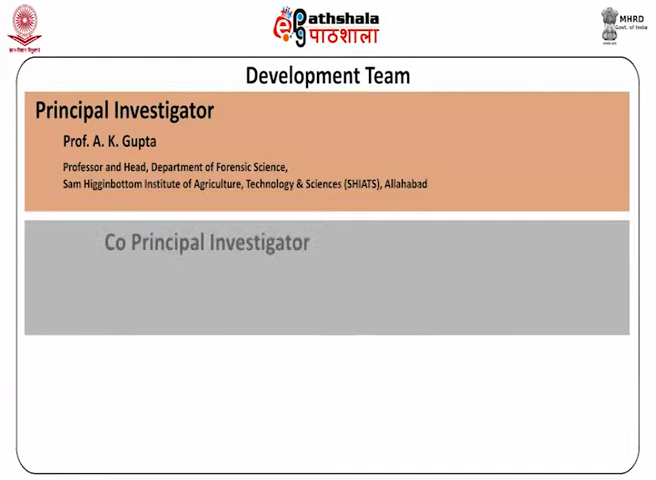 ePG Pathshala
पाठशाला
MHRD
Govt. of India
Development Team
Principal Investigator
Prof. A. K. Gupta
Professor and Head, Department of Forensic Science,
Sam Higginbottom Institute of Agriculture, Technology & Sciences (SHIATS), Allahabad
Co Principal Investigator